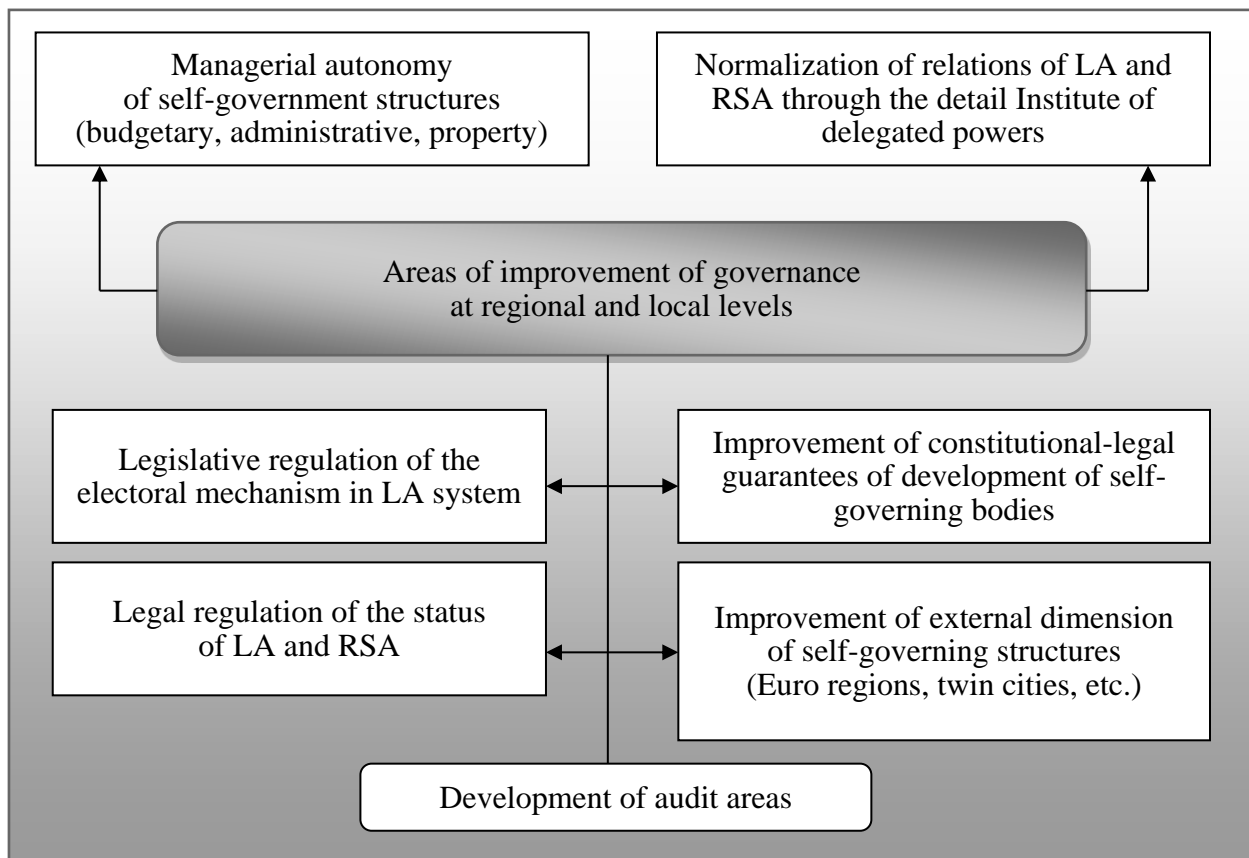 Managerial autonomy
of self-government structures
(budgetary, administrative, property)
Normalization of relations of LA and
RSA through the detail Institute of
delegated powers
Areas of improvement of governance
at regional and local levels
Legislative regulation of the
electoral mechanism in LA system
Improvement of constitutional-legal
guarantees of development of self-
governing bodies
Legal regulation of the status
of LA and RSA
Improvement of external dimension
of self-governing structures
(Euro regions, twin cities, etc.)
Development of audit areas